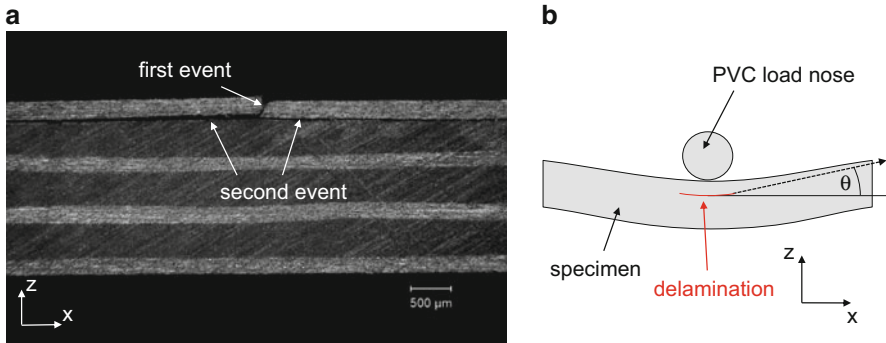 a
first event
second event
z
x
500 µm
b
PVC load nose
θ
specimen
delamination
z
x